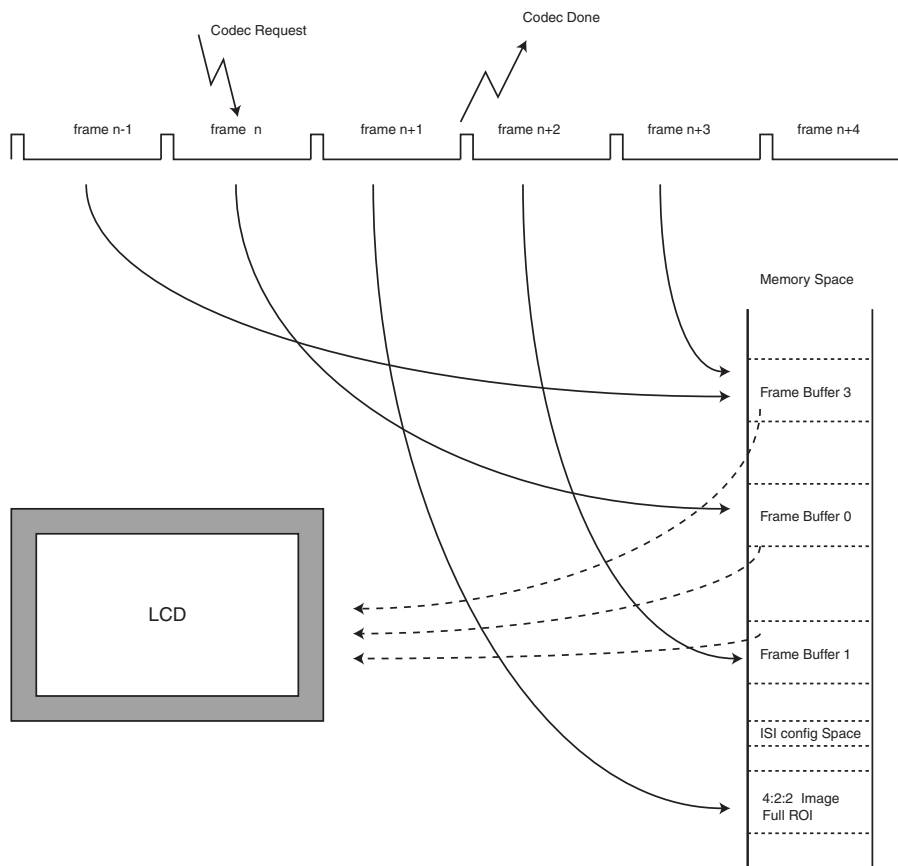 Codec Request
Codec Done
frame n-1
frame n
frame n+1
frame n+2
frame n+3
frame n+4
Memory Space
Frame Buffer 3
Frame Buffer 0
LCD
Frame Buffer 1
ISI config Space
4:2:2 Image
Full ROI